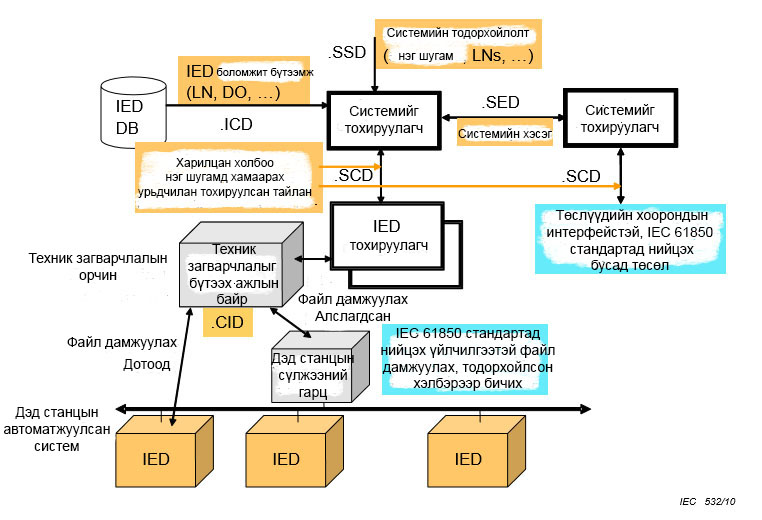 Системийн тодорхойлолт
.SSD
( нэг шугам , LNs, …)
IED боломжит бүтээмж
(LN, DO, …)
IED
DB
.ICD
Системийг
тохируулагч
.SED
Системийн хэсэг
Системийг
тохируулагч
Харилцан холбоо
нэг шугамд хамаарах
урьдчилан тохируулсан тайлан
.SCD
.SCD
IED
тохируулагч
Төслүүдийн хоорондын
интерфейстэй, IEC 61850
стандартад нийцэх
бусад төсөл
Техник загварчлалын
орчин
Техник
загварчлалыг
бүтээх ажлын
байр
.CID
Файл дамжуулах
Алслагдсан
Файл дамжуулах
Дотоод
IEC 61850 стандартад
нийцэх үйлчилгээтэй файл
дамжуулах, тодорхойлсон
хэлбэрээр бичих
Дэд станцын
сүлжээний
гарц
Дэд станцын
автоматжуулсан
систем
IED
IED
IED
IEC 532/10